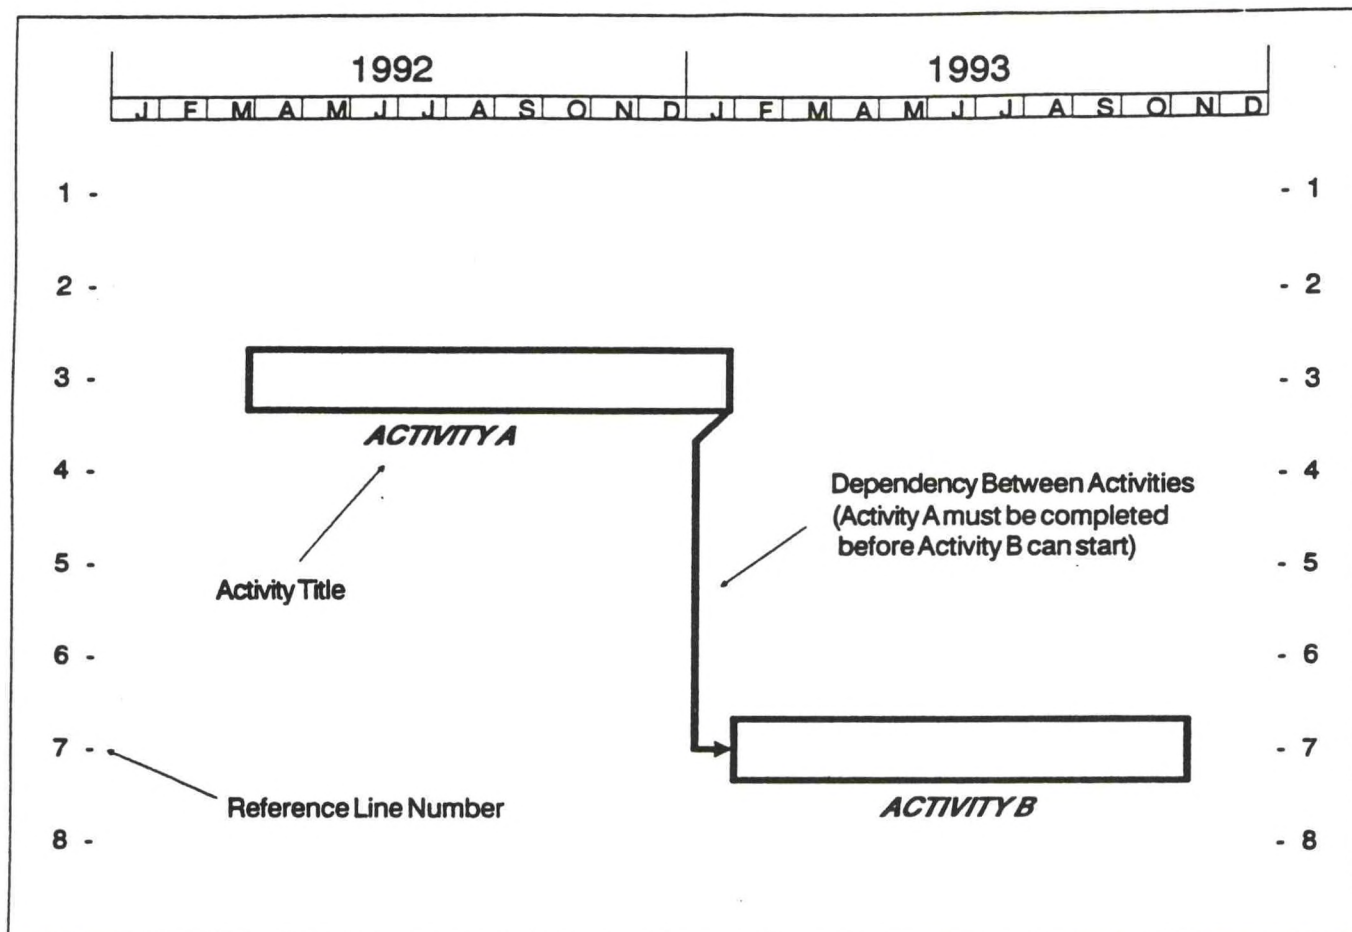 1992 1993
J F M A M J J A S O N D J F M A M J J A S O N D
1 - - 1
2 - - 2
3 - - 3
ACTIVITY A
4 - - 4
Dependency Between Activities
(Activity A must be completed
before Activity B can start)
5 - - 5
Activity Title
6 - - 6
7 - - 7
Reference Line Number
ACTIVITY B
8 - - 8